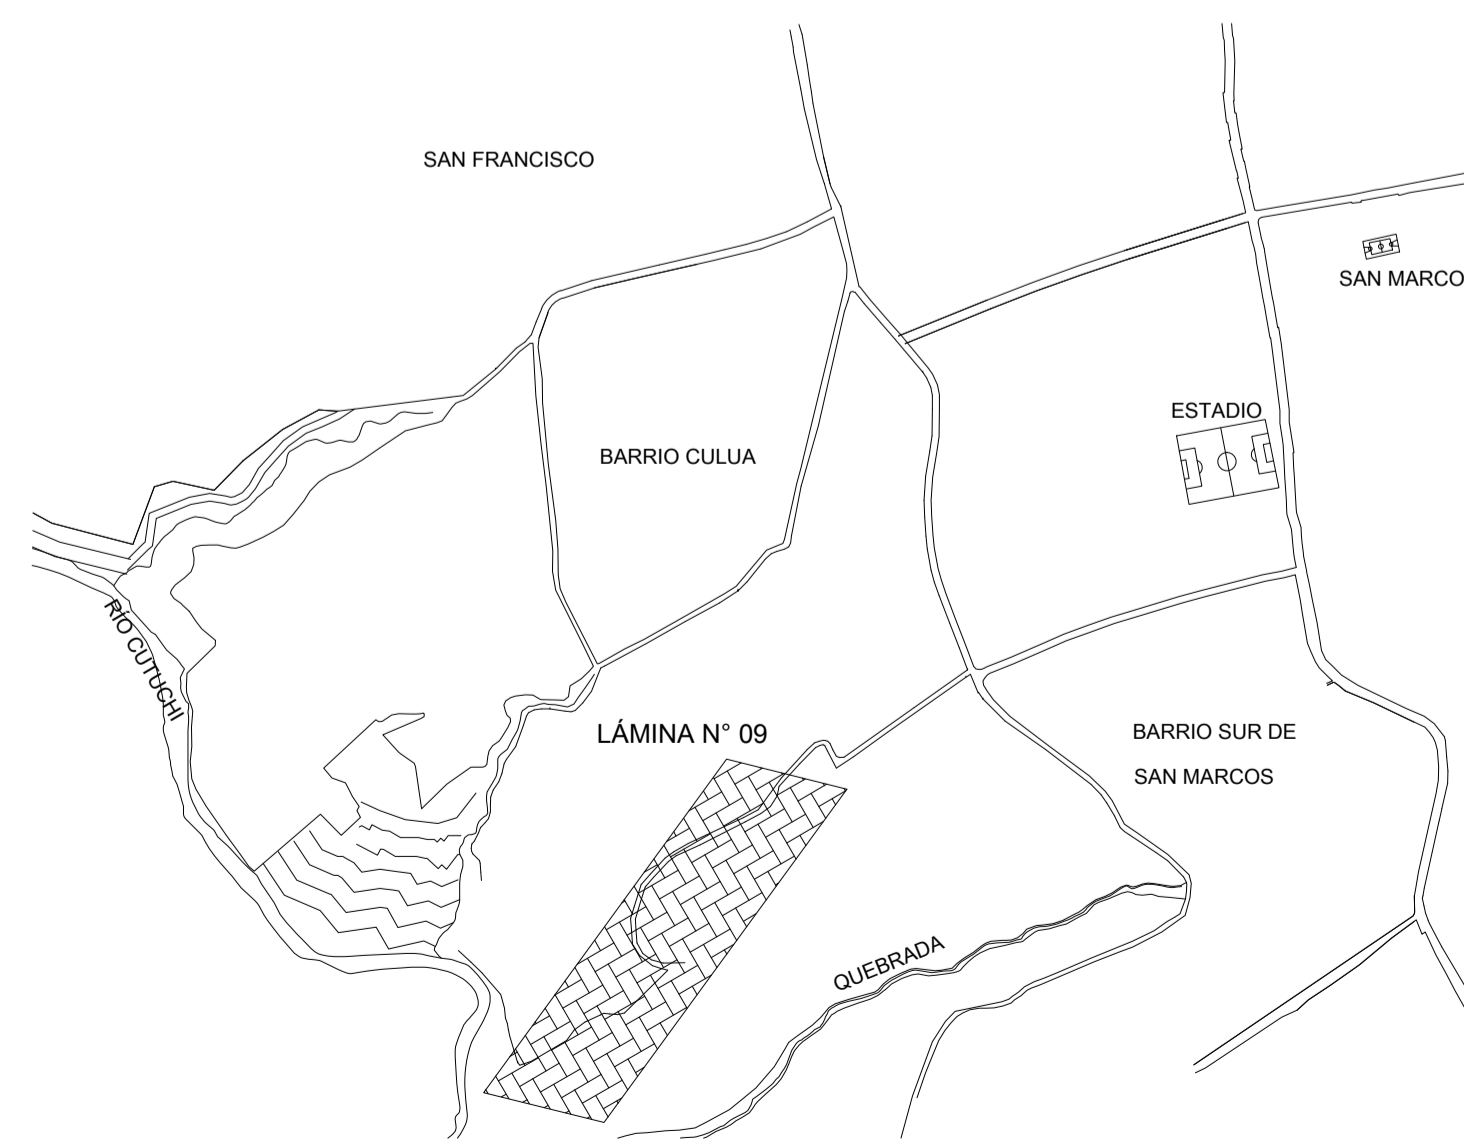 SAN FRANCISCO
SAN MARCO
ESTADIO
BARRIO CULUA
RÍO CUTUCHI
LÁMINA N° 09
BARRIO SUR DE
SAN MARCOS
QUEBRADA